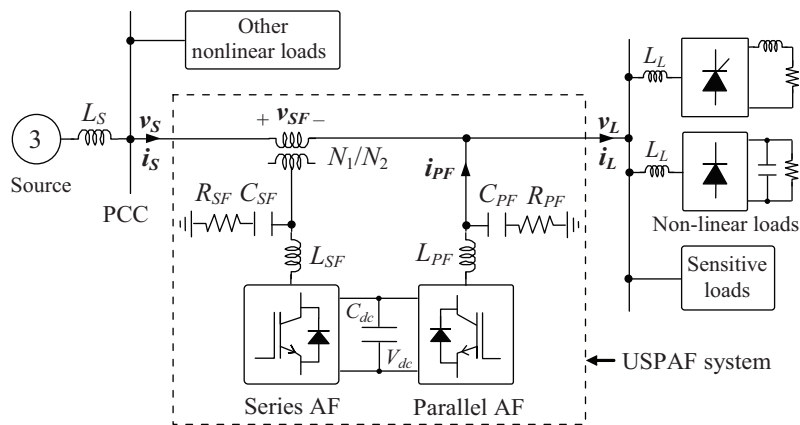 Other
nonlinear loads
L_S
v_S
+ v_SF –
v_L
L_L
3
i_S
N_1/N_2
i_PF
i_L
L_L
Source
PCC
R_SF
C_SF
C_PF
R_PF
Non-linear loads
L_SF
L_PF
Sensitive
loads
C_dc
V_dc
USPAF system
Series AF
Parallel AF